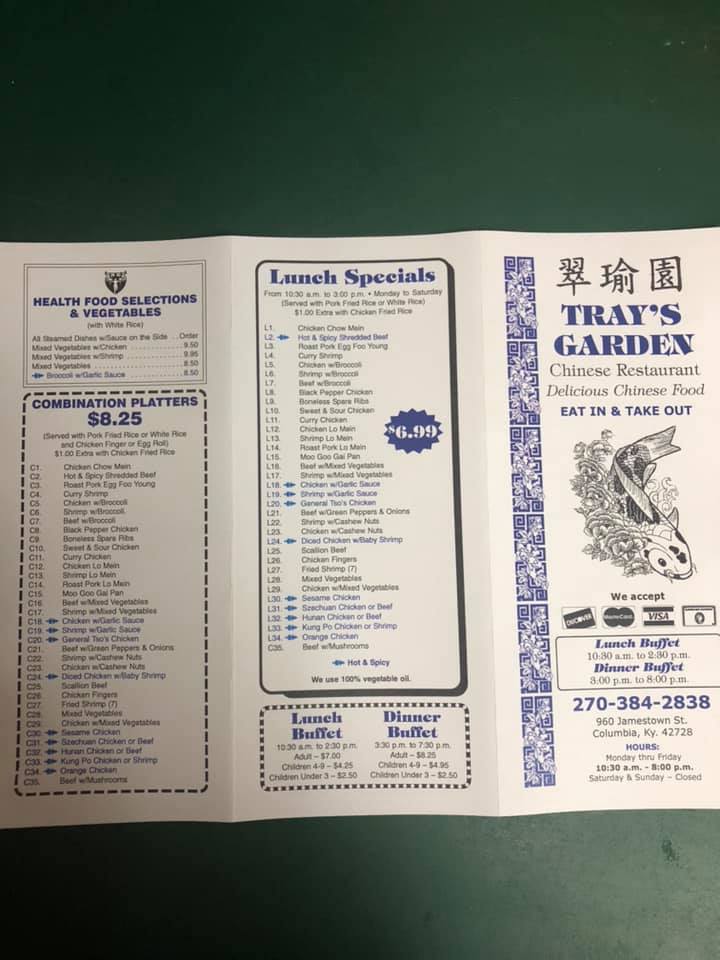 HEALTH FOOD SELECTIONS
& VEGETABLES
(with White Rice)
All Steamed Dishes w/Sauce on the Side . . Order
Mixed Vegetables w/Chicken . . . . . . . . . . . . . 9.50
Mixed Vegetables w/Shrimp . . . . . . . . . . . . . 9.95
Mixed Vegetables . . . . . . . . . . . . . . . . . . . . 8.50
Broccoli w/Garlic Sauce . . . . . . . . . . . . . . . 8.50
COMBINATION PLATTERS
$8.25
(Served with Pork Fried Rice or White Rice
and Chicken Finger or Egg Roll)
$1.00 Extra with Chicken Fried Rice
C1. Chicken Chow Mein
C2. Hot & Spicy Shredded Beef
C3. Roast Pork Egg Foo Young
C4. Curry Shrimp
C5. Chicken w/Broccoli
C6. Shrimp w/Broccoli
C7. Beef w/Broccoli
C8. Black Pepper Chicken
C9. Boneless Spare Ribs
C10. Sweet & Sour Chicken
C11. Curry Chicken
C12. Chicken Lo Mein
C13. Shrimp Lo Mein
C14. Roast Pork Lo Mein
C15. Moo Goo Gai Pan
C16. Beef w/Mixed Vegetables
C17. Shrimp w/Mixed Vegetables
C18. Chicken w/Garlic Sauce
C19. Shrimp w/Garlic Sauce
C20. General Tso's Chicken
C21. Beef w/Green Peppers & Onions
C22. Shrimp w/Cashew Nuts
C23. Chicken w/Cashew Nuts
C24. Diced Chicken w/Baby Shrimp
C25. Scallion Beef
C26. Chicken Fingers
C27. Fried Shrimp (7)
C28. Mixed Vegetables
C29. Chicken w/Mixed Vegetables
C30. Sesame Chicken
C31. Szechuan Chicken or Beef
C32. Hunan Chicken or Beef
C33. Kung Po Chicken or Shrimp
C34. Orange Chicken
C35. Beef w/Mushrooms
Lunch Specials
From 10:30 a.m. to 3:00 p.m. • Monday to Saturday
(Served with Pork Fried Rice or White Rice)
$1.00 Extra with Chicken Fried Rice
L1. Chicken Chow Mein
L2. Hot & Spicy Shredded Beef
L3. Roast Pork Egg Foo Young
L4. Curry Shrimp
L5. Chicken w/Broccoli
L6. Shrimp w/Broccoli
L7. Beef w/Broccoli
L8. Black Pepper Chicken
L9. Boneless Spare Ribs
L10. Sweet & Sour Chicken
L11. Curry Chicken
L12. Chicken Lo Mein
L13. Shrimp Lo Mein
L14. Roast Pork Lo Mein
L15. Moo Goo Gai Pan
L16. Beef w/Mixed Vegetables
L17. Shrimp w/Mixed Vegetables
L18. Chicken w/Garlic Sauce
L19. Shrimp w/Garlic Sauce
L20. General Tso's Chicken
L21. Beef w/Green Peppers & Onions
L22. Shrimp w/Cashew Nuts
L23. Chicken w/Cashew Nuts
L24. Diced Chicken w/Baby Shrimp
L25. Scallion Beef
L26. Chicken Fingers
L27. Fried Shrimp (7)
L28. Mixed Vegetables
L29. Chicken w/Mixed Vegetables
L30. Sesame Chicken
L31. Szechuan Chicken or Beef
L32. Hunan Chicken or Beef
L33. Kung Po Chicken or Shrimp
L34. Orange Chicken
C35. Beef w/Mushrooms
$6.99
Hot & Spicy
We use 100% vegetable oil.
Lunch
Buffet
10:30 a.m. to 2:30 p.m.
Adult – $7.00
Children 4-9 – $4.25
Children Under 3 – $2.50
Dinner
Buffet
3:30 p.m. to 7:30 p.m.
Adult – $8.25
Children 4-9 – $4.95
Children Under 3 – $2.50
翠瑜園
TRAY'S
GARDEN
Chinese Restaurant
Delicious Chinese Food
EAT IN & TAKE OUT
We accept
DISCOVER MasterCard VISA
Lunch Buffet
10:30 a.m. to 2:30 p.m.
Dinner Buffet
3:00 p.m. to 8:00 p.m.
270-384-2838
960 Jamestown St.
Columbia, Ky. 42728
HOURS:
Monday thru Friday
10:30 a.m. - 8:00 p.m.
Saturday & Sunday – Closed